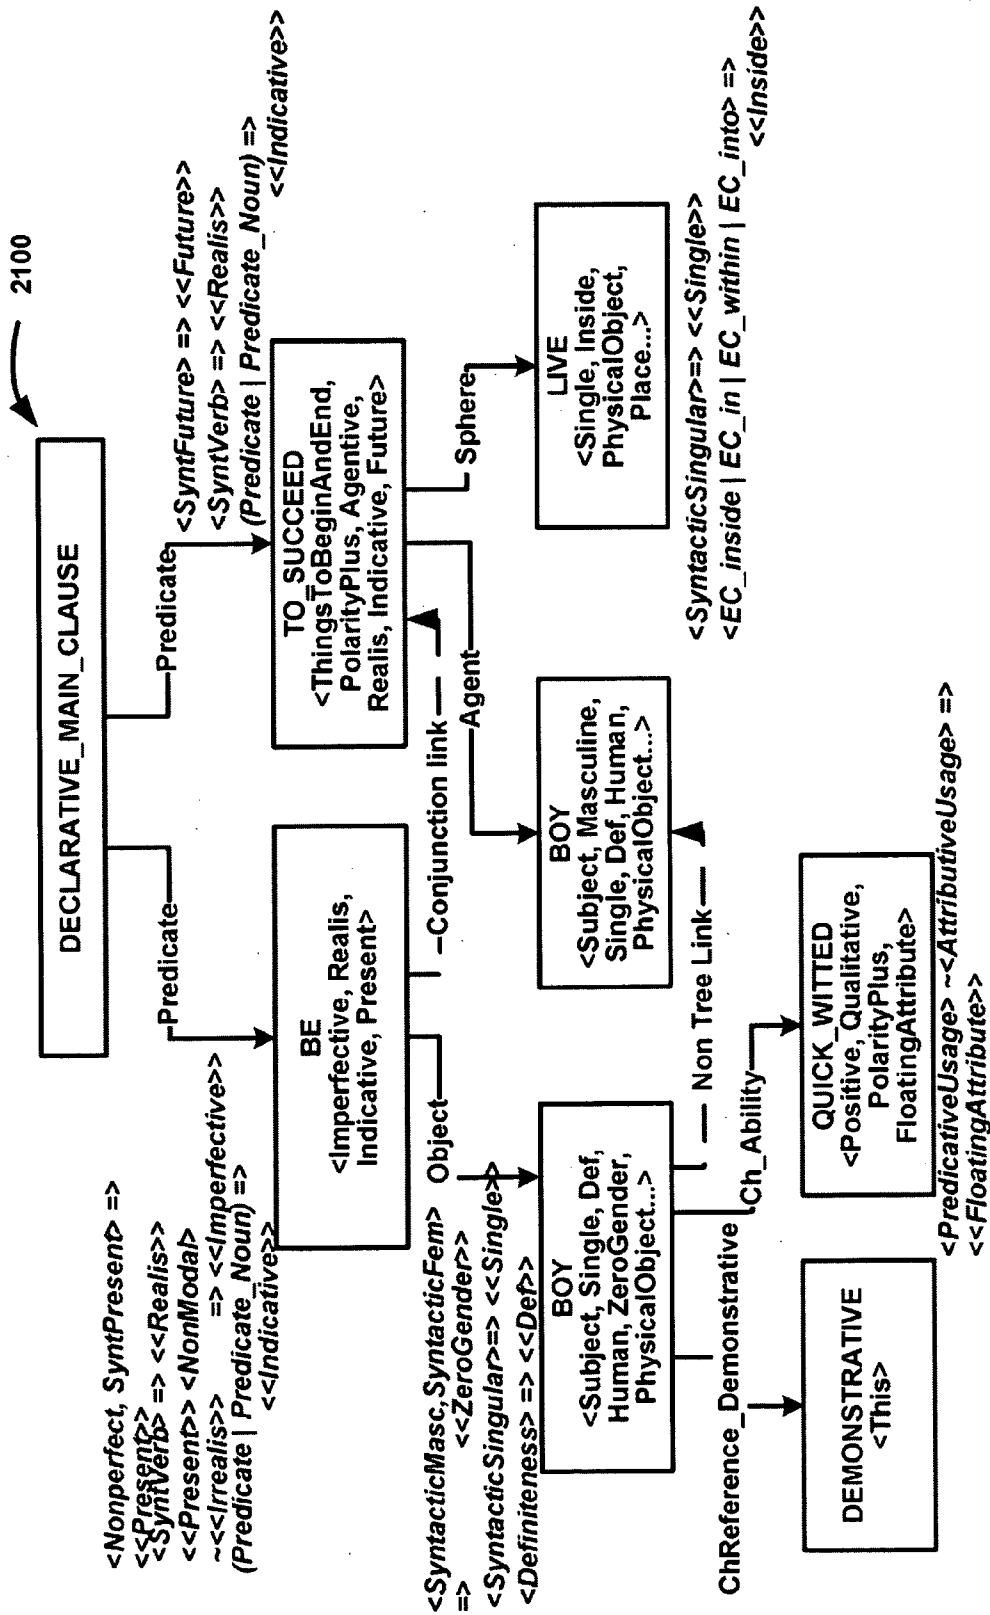 2100
DECLARATIVE_MAIN_CLAUSE
Predicate
Predicate
<Nonperfect, SyntPresent> =>
<<Present>>
<SyntVerb> => <<Realis>>
<<Present>> <NonModal>
~<<Irrealis>> => <<Imperfective>>
(Predicate | Predicate_Noun) =>
<<Indicative>>
<SyntFuture> => <<Future>>
<SyntVerb> => <<Realis>>
(Predicate | Predicate_Noun) =>
<<Indicative>>
BE
<Imperfective, Realis,
Indicative, Present>
TO_SUCCEED
<ThingsToBeginAndEnd,
PolarityPlus, Agentive,
Realis, Indicative, Future>
Object
Conjunction link
Agent
Sphere
<SyntacticMasc,SyntacticFem>
=> <<ZeroGender>>
<SyntacticSingular>=> <<Single>>
<Definiteness> => <<Def>>
BOY
<Subject, Single, Def,
Human, ZeroGender,
PhysicalObject...>
BOY
<Subject, Masculine,
Single, Def, Human,
PhysicalObject...>
LIVE
<Single, Inside,
PhysicalObject,
Place...>
<SyntacticSingular>=> <<Single>>
<EC_inside | EC_in | EC_within | EC_into> =>
<<Inside>>
ChReference_Demonstrative
Ch_Ability
Non Tree Link
DEMONSTRATIVE
<This>
QUICK_WITTED
<Positive, Qualitative,
PolarityPlus,
FloatingAttribute>
<PredicativeUsage> ~<AttributiveUsage> =>
<<FloatingAttribute>>